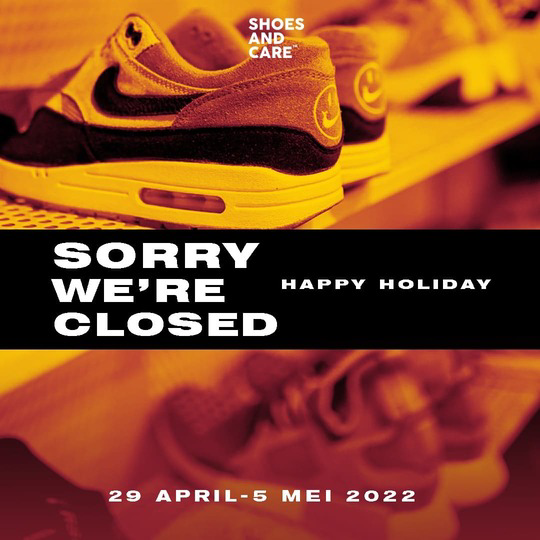 SHOES
AND
CARE™
SORRY
WE'RE
CLOSED
HAPPY HOLIDAY
29 APRIL-5 MEI 2022